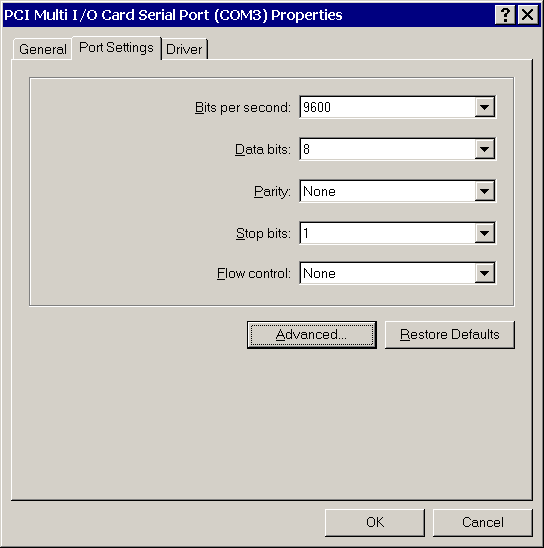 PCI Multi I/O Card Serial Port (COM3) Properties
General Port Settings Driver
Bits per second: 9600
Data bits: 8
Parity: None
Stop bits: 1
Flow control: None
Advanced... Restore Defaults
OK Cancel